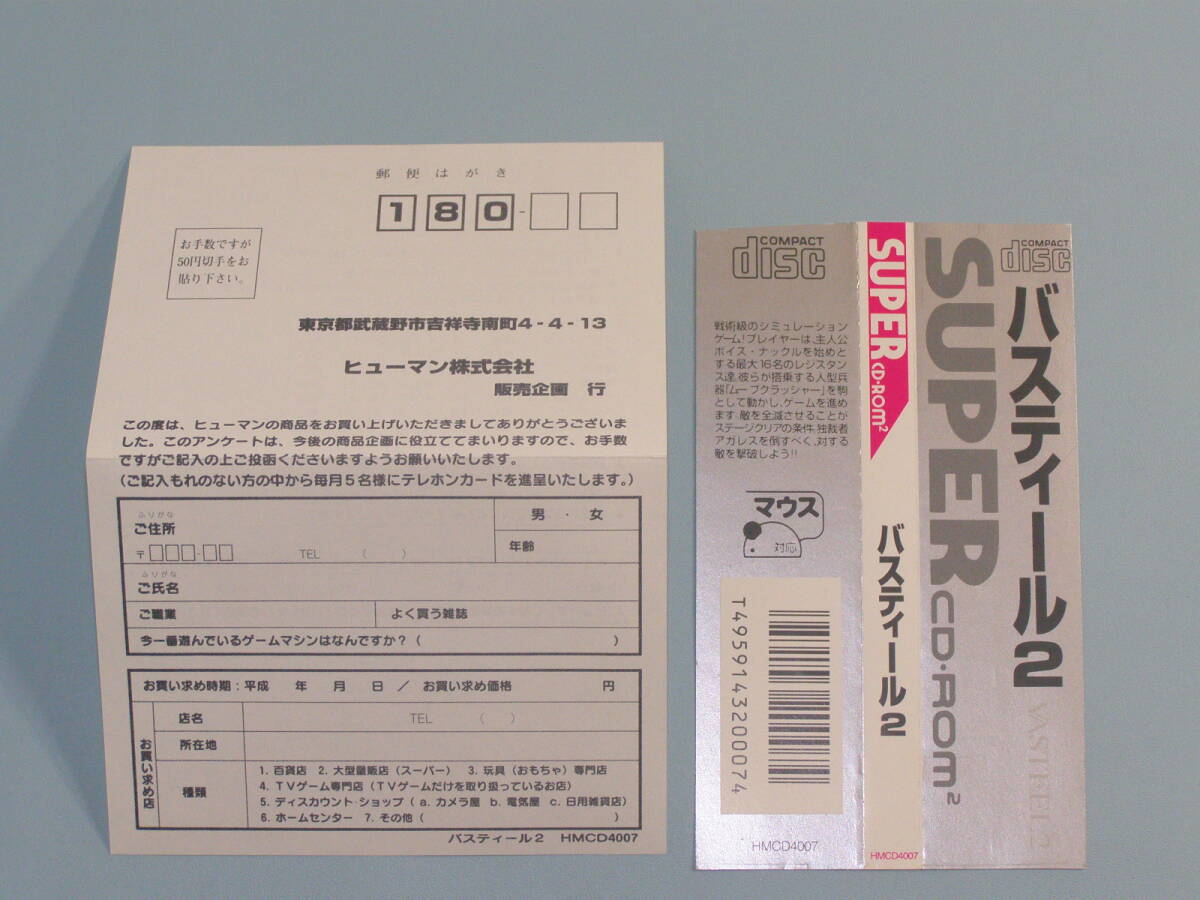 郵便はがき
180-
お手数ですが
50円切手をお
貼り下さい。
東京都武蔵野市吉祥寺南町4-4-13
ヒューマン株式会社
販売企画 行
この度は、ヒューマンの商品をお買い上げいただきましてありがとうございま
した。このアンケートは、今後の商品企画に役立ててまいりますので、お手数
ですがご記入の上ご投函くださいますようお願いいたします。
(ご記入もれのない方の中から毎月5名様にテレホンカードを進呈いたします。)
ふりがな
ご住所
〒 - TEL ( )
男 ・ 女
年齢
ふりがな
ご氏名
ご職業
よく買う雑誌
今一番遊んでいるゲームマシンはなんですか?( )
お買い求め時期:平成 年 月 日 / お買い求め価格 円
お買い求め店
店名
TEL ( )
所在地
種類
1. 百貨店 2. 大型量販店(スーパー) 3. 玩具(おもちゃ)専門店
4. TVゲーム専門店(TVゲームだけを取り扱っているお店)
5. ディスカウント・ショップ( a. カメラ屋 b. 電気屋 c. 日用雑貨店)
6. ホームセンター 7. その他( )
バスティール2 HMCD4007
COMPACT
disc
戦術級のシミュレーション
ゲーム!プレイヤーは、主人公
ボイス・ナックルを始めと
する最大16名のレジスタン
ス達。彼らが搭乗する人型兵
器「ムーブクラッシャー」を駒
として動かし、ゲームを進め
ます。敵を全滅させることが
ステージクリアの条件。独裁者
アガレスを倒すべく、対する
敵を撃破しよう!!
マウス
対応
T4959143200074
HMCD4007
SUPER CD・ROM2
バスティール2
HMCD4007
COMPACT
disc
SUPER CD・ROM2
バスティール2
VASTEEL2